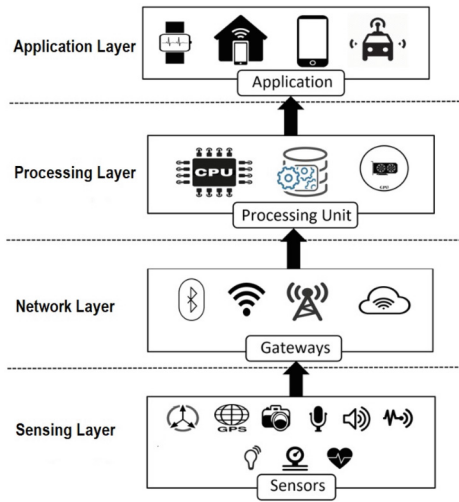 Application Layer
Application
Processing Layer
CPU
Processing Unit
Network Layer
Gateways
Sensing Layer
GPS
Sensors